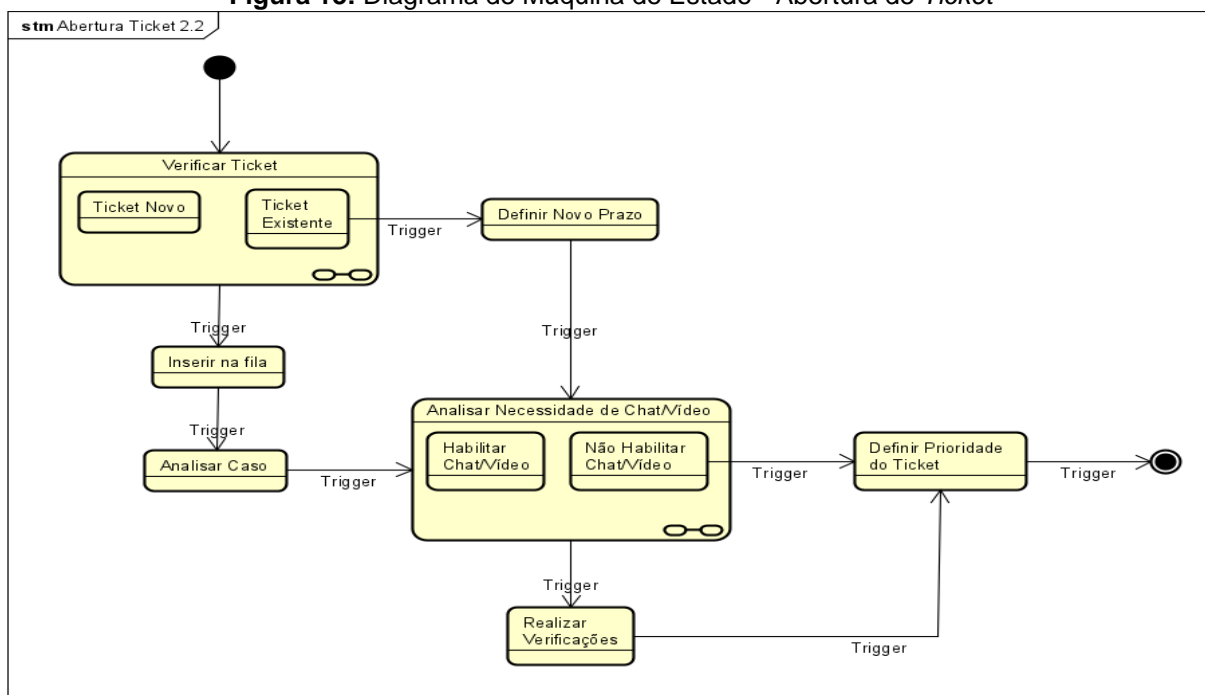 Figura 15: Diagrama de Máquina de Estado - Abertura de Ticket
stm Abertura Ticket 2.2
Verificar Ticket
Ticket Novo
Ticket
Existente
Trigger
Definir Novo Prazo
Trigger
Trigger
Inserir na fila
Trigger
Analisar Caso
Trigger
Analisar Necessidade de Chat/Vídeo
Habilitar
Chat/Vídeo
Não Habilitar
Chat/Vídeo
Trigger
Definir Prioridade
do Ticket
Trigger
Trigger
Realizar
Verificações
Trigger